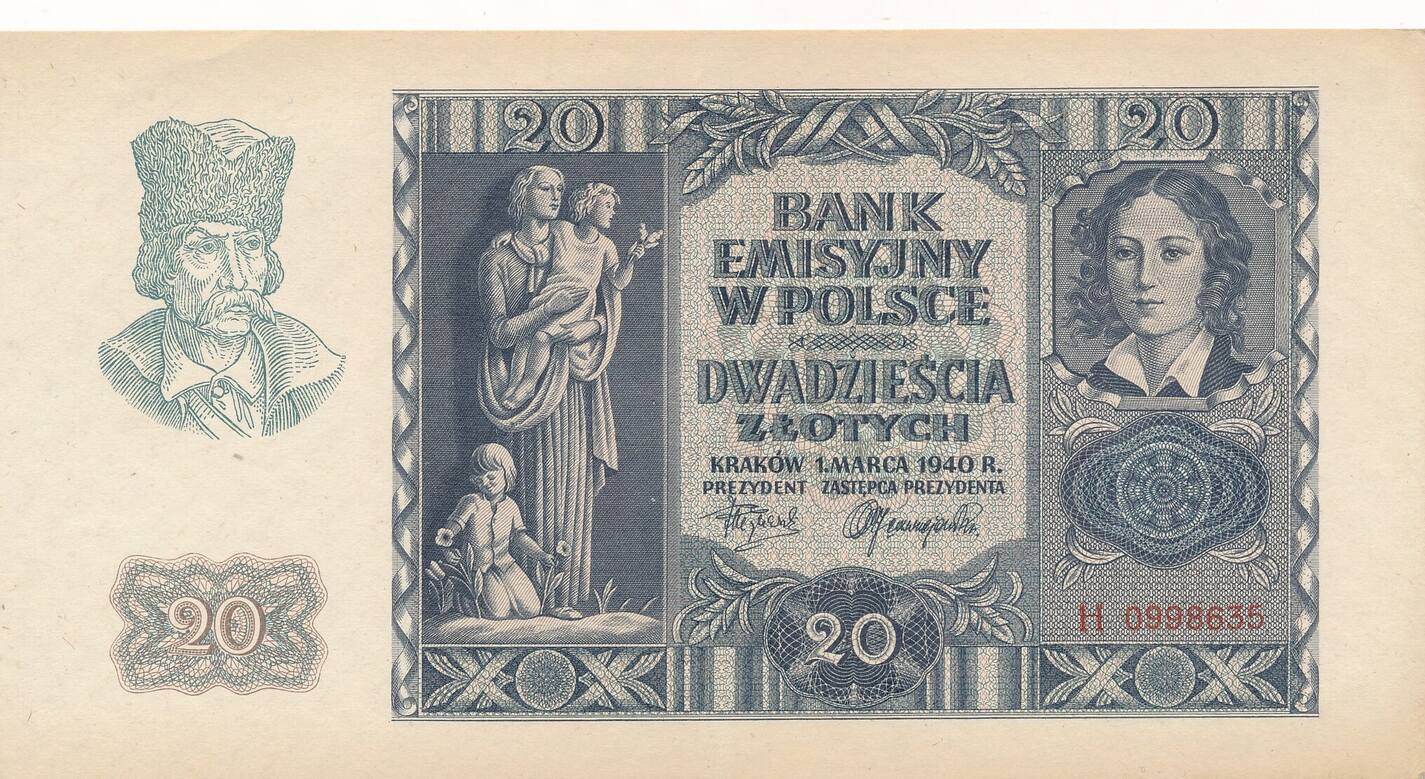 20
20
BANK
EMISYJNY
W POLSCE
DWADZIEŚCIA
ZŁOTYCH
KRAKÓW 1.MARCA 1940 R.
PREZYDENT ZASTĘPCA PREZYDENTA
20
20
H 0998635